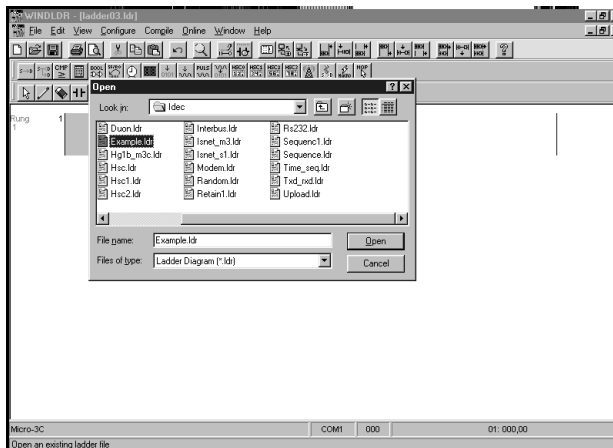 WINDLDR - [ladder03.ldr]
File Edit View Configure Compile Online Window Help
Open
Look in: Idec
Rung 1
1
Duon.ldr
Example.ldr
Hg1b_m3c.ldr
Hsc.ldr
Hsc1.ldr
Hsc2.ldr
Interbus.ldr
Isnet_m3.ldr
Isnet_s1.ldr
Modem.ldr
Random.ldr
Retain1.ldr
Rs232.ldr
Sequenc1.ldr
Sequence.ldr
Time_seq.ldr
Txd_rxd.ldr
Upload.ldr
File name: Example.ldr Open
Files of type: Ladder Diagram (*.ldr) Cancel
Micro-3C COM1 000 01: 000,00
Open an existing ladder file